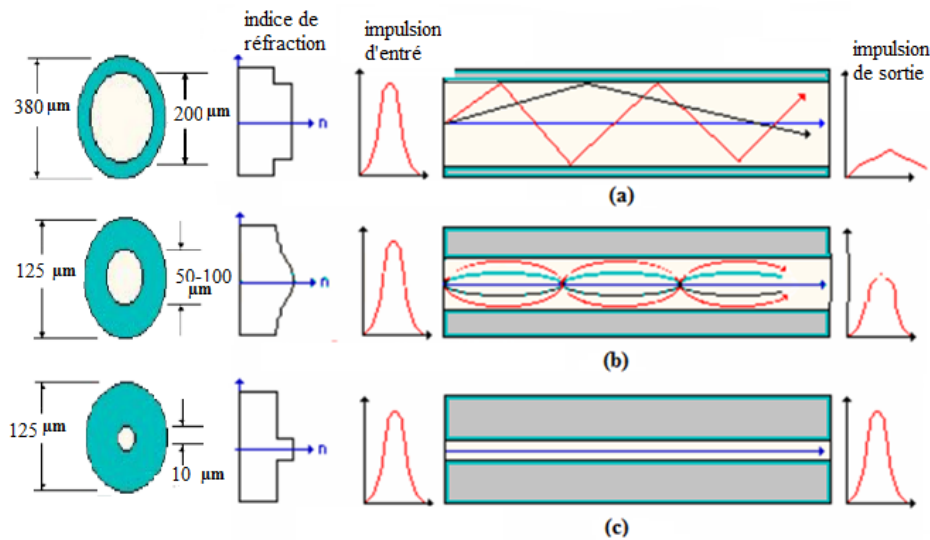 indice de
réfraction
impulsion
d'entré
impulsion
de sortie
380 µm
200 µm
n
(a)
125 µm
50-100
µm
n
(b)
125 µm
10 µm
n
(c)